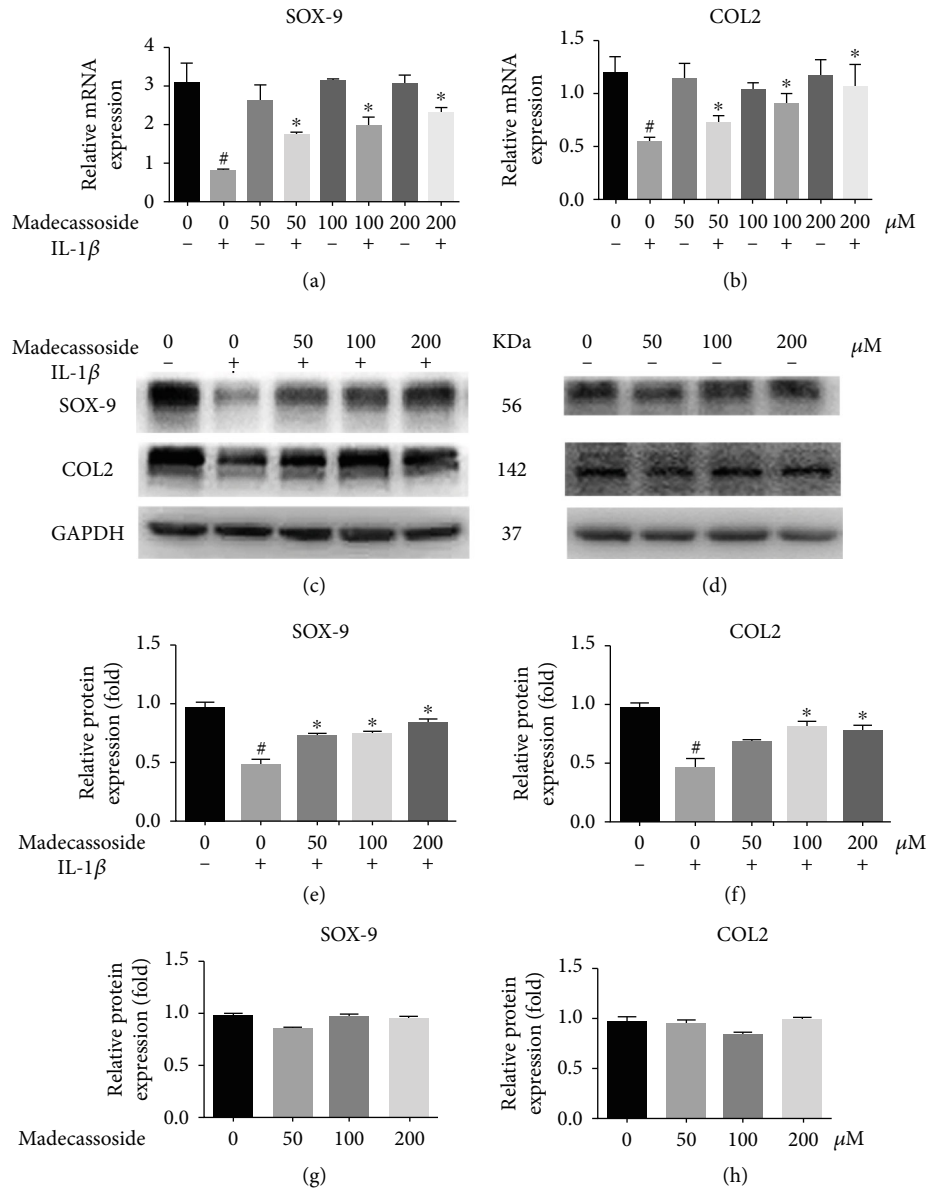 SOX-9
Relative mRNA
expression
4
3
2
1
0
#
*
*
*
Madecassoside 0 0 50 50 100 100 200 200
IL-1β – + – + – + – +
(a)
COL2
Relative mRNA
expression
1.5
1.0
0.5
0.0
#
*
*
*
0 0 50 50 100 100 200 200 μM
– + – + – + – +
(b)
Madecassoside 0 0 50 100 200
IL-1β – + + + +
SOX-9
COL2
GAPDH
(c)
KDa
56
142
37
0 50 100 200 μM
– – – –
(d)
SOX-9
Relative protein
expression (fold)
1.5
1.0
0.5
0.0
#
*
*
*
Madecassoside 0 0 50 100 200
IL-1β – + + + +
(e)
COL2
Relative protein
expression (fold)
1.5
1.0
0.5
0.0
#
*
*
0 0 50 100 200 μM
– + + + +
(f)
SOX-9
Relative protein
expression (fold)
1.5
1.0
0.5
0.0
Madecassoside 0 50 100 200
(g)
COL2
Relative protein
expression (fold)
1.5
1.0
0.5
0.0
0 50 100 200 μM
(h)